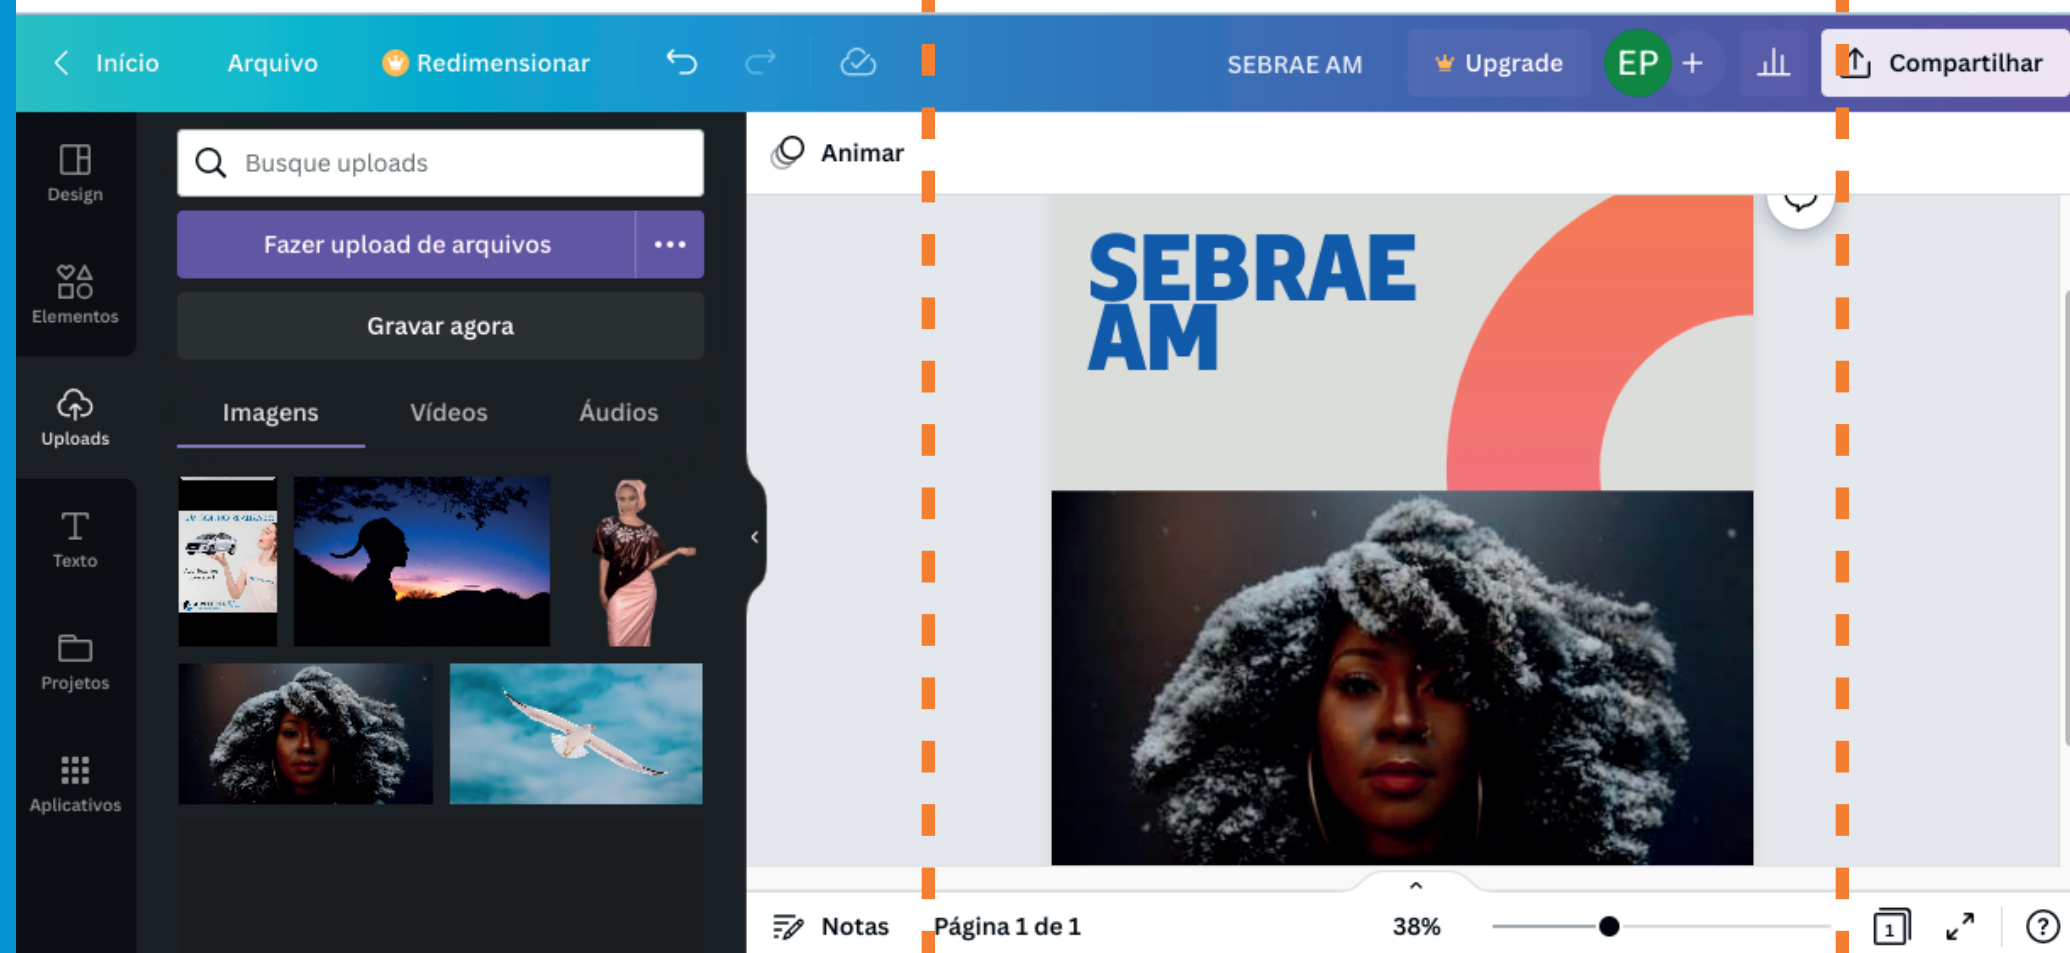 Início Arquivo Redimensionar SEBRAE AM Upgrade EP + Compartilhar
Design
Elementos
Uploads
Texto
Projetos
Aplicativos
Busque uploads
Fazer upload de arquivos
Gravar agora
Imagens Vídeos Áudios
Animar
SEBRAE
AM
Notas Página 1 de 1 38% 1 ?